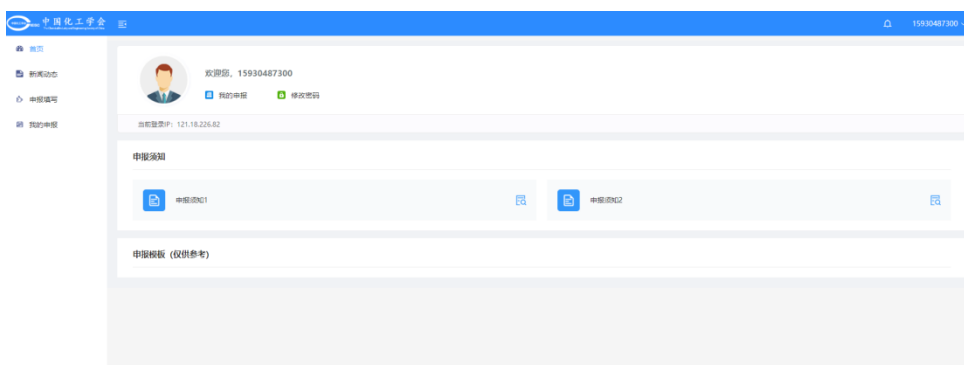 中国化工学会
15930487300
首页
新闻动态
申报填写
我的申报
欢迎您，15930487300
我的申报 修改密码
当前登录IP：121.18.226.82
申报须知
申报须知1 申报须知2
申报模板（仅供参考）